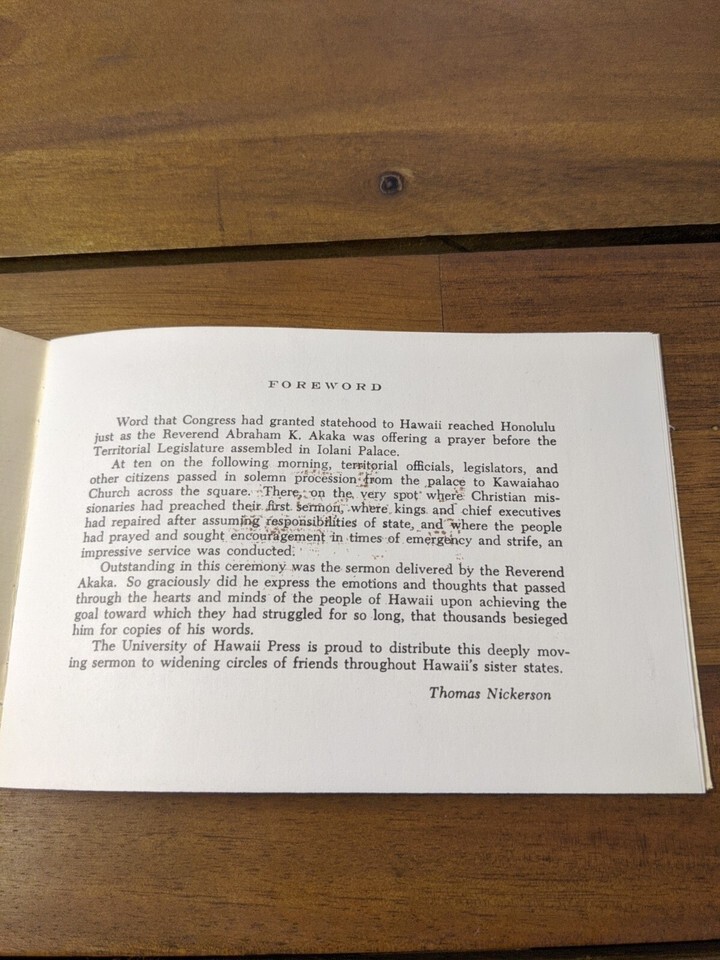 FOREWORD
Word that Congress had granted statehood to Hawaii reached Honolulu
just as the Reverend Abraham K. Akaka was offering a prayer before the
Territorial Legislature assembled in Iolani Palace.
At ten on the following morning, territorial officials, legislators, and
other citizens passed in solemn procession from the palace to Kawaiahao
Church across the square. There, on the very spot where Christian mis-
sionaries had preached their first sermon, where kings and chief executives
had repaired after assuming responsibilities of state, and where the people
had prayed and sought encouragement in times of emergency and strife, an
impressive service was conducted.
Outstanding in this ceremony was the sermon delivered by the Reverend
Akaka. So graciously did he express the emotions and thoughts that passed
through the hearts and minds of the people of Hawaii upon achieving the
goal toward which they had struggled for so long, that thousands besieged
him for copies of his words.
The University of Hawaii Press is proud to distribute this deeply mov-
ing sermon to widening circles of friends throughout Hawaii's sister states.
Thomas Nickerson